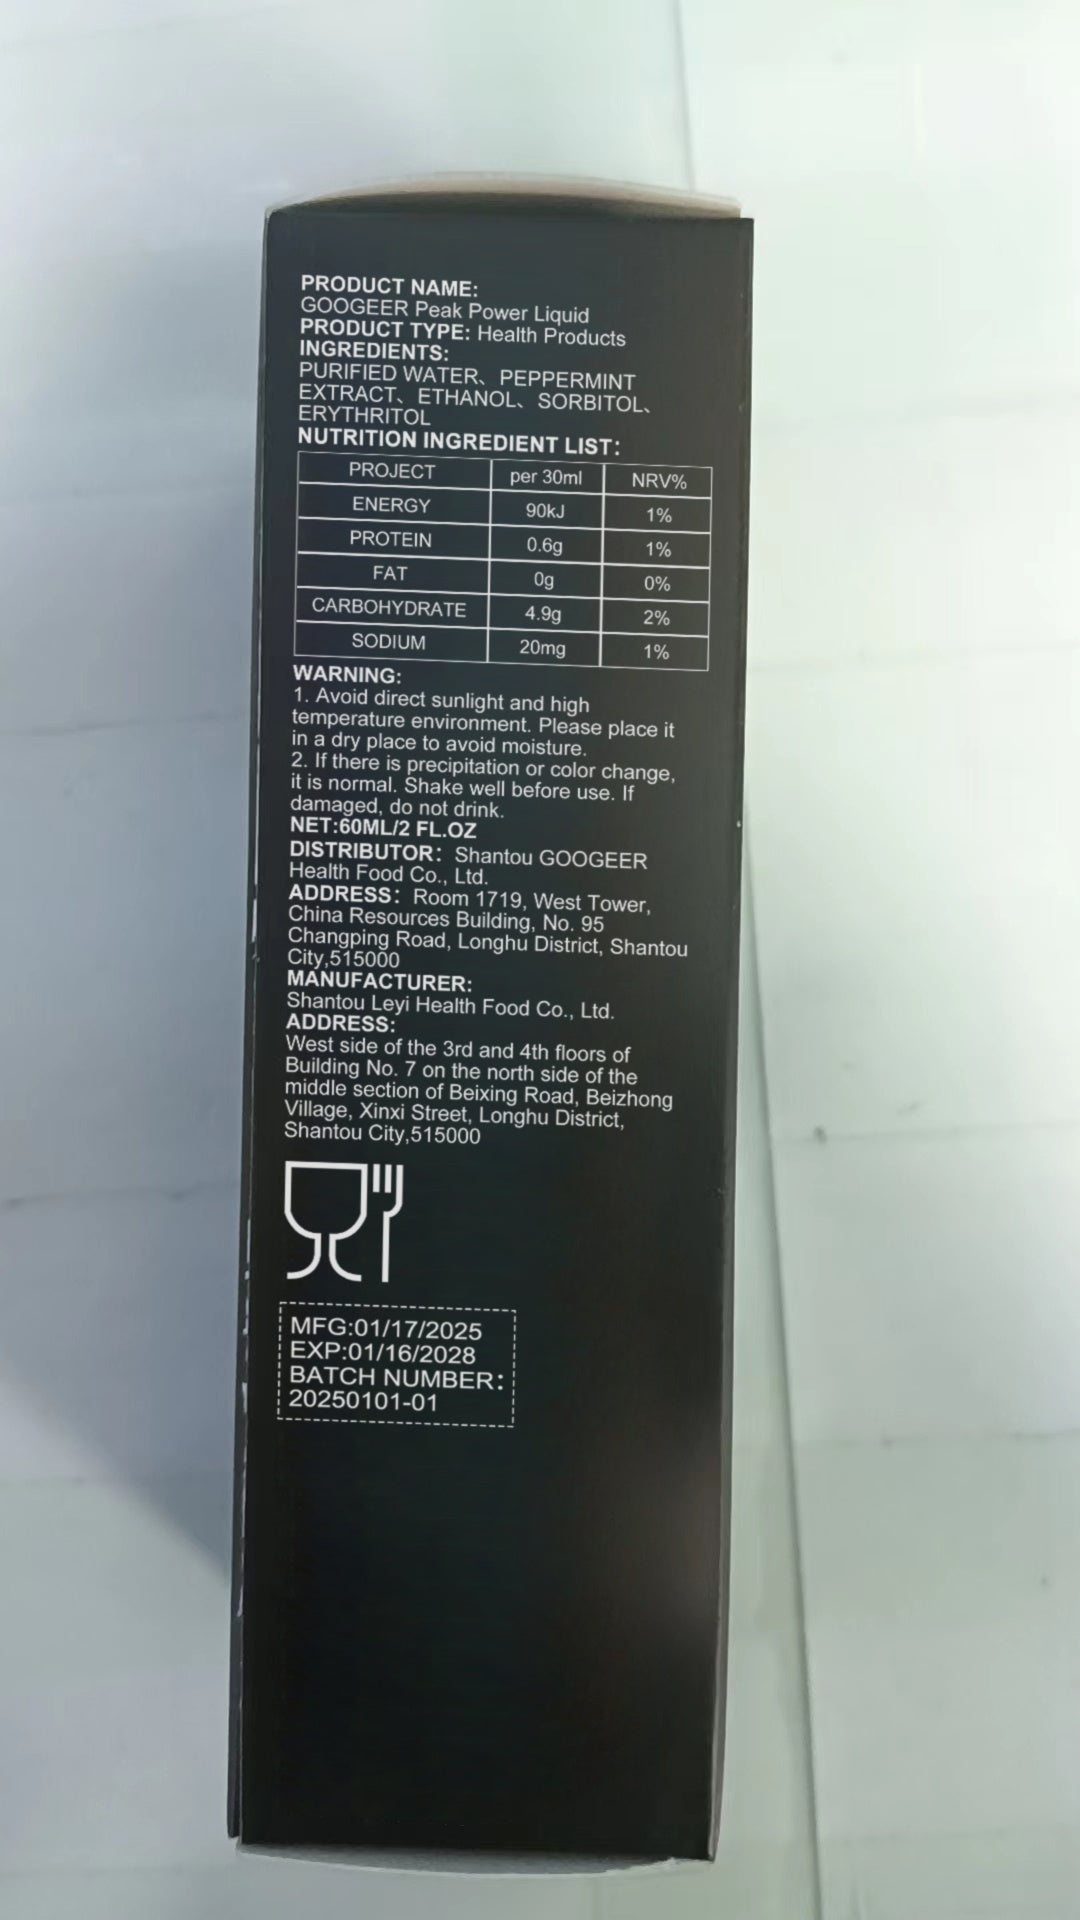 PRODUCT NAME:
GOOGEER Peak Power Liquid
PRODUCT TYPE: Health Products
INGREDIENTS:
PURIFIED WATER、PEPPERMINT
EXTRACT、ETHANOL、SORBITOL、
ERYTHRITOL
NUTRITION INGREDIENT LIST：
PROJECT per 30ml NRV%
ENERGY 90kJ 1%
PROTEIN 0.6g 1%
FAT 0g 0%
CARBOHYDRATE 4.9g 2%
SODIUM 20mg 1%
WARNING:
1. Avoid direct sunlight and high
temperature environment. Please place it
in a dry place to avoid moisture.
2. If there is precipitation or color change,
it is normal. Shake well before use. If
damaged, do not drink.
NET:60ML/2 FL.OZ
DISTRIBUTOR：Shantou GOOGEER
Health Food Co., Ltd.
ADDRESS：Room 1719, West Tower,
China Resources Building, No. 95
Changping Road, Longhu District, Shantou
City,515000
MANUFACTURER:
Shantou Leyi Health Food Co., Ltd.
ADDRESS:
West side of the 3rd and 4th floors of
Building No. 7 on the north side of the
middle section of Beixing Road, Beizhong
Village, Xinxi Street, Longhu District,
Shantou City,515000
MFG:01/17/2025
EXP:01/16/2028
BATCH NUMBER：
20250101-01